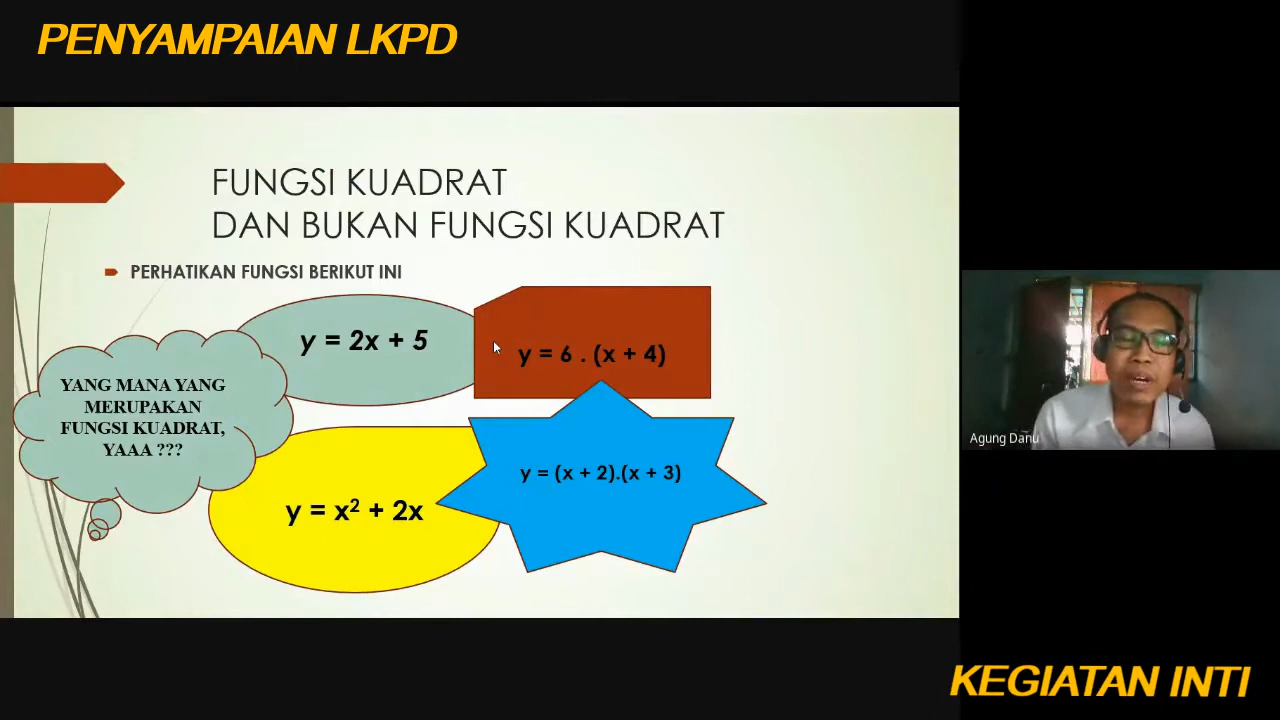 PENYAMPAIAN LKPD
FUNGSI KUADRAT
DAN BUKAN FUNGSI KUADRAT
PERHATIKAN FUNGSI BERIKUT INI
y = 2x + 5
y = 6 . (x + 4)
YANG MANA YANG
MERUPAKAN
FUNGSI KUADRAT,
YAAA ???
y = x² + 2x
y = (x + 2).(x + 3)
Agung Danu
KEGIATAN INTI